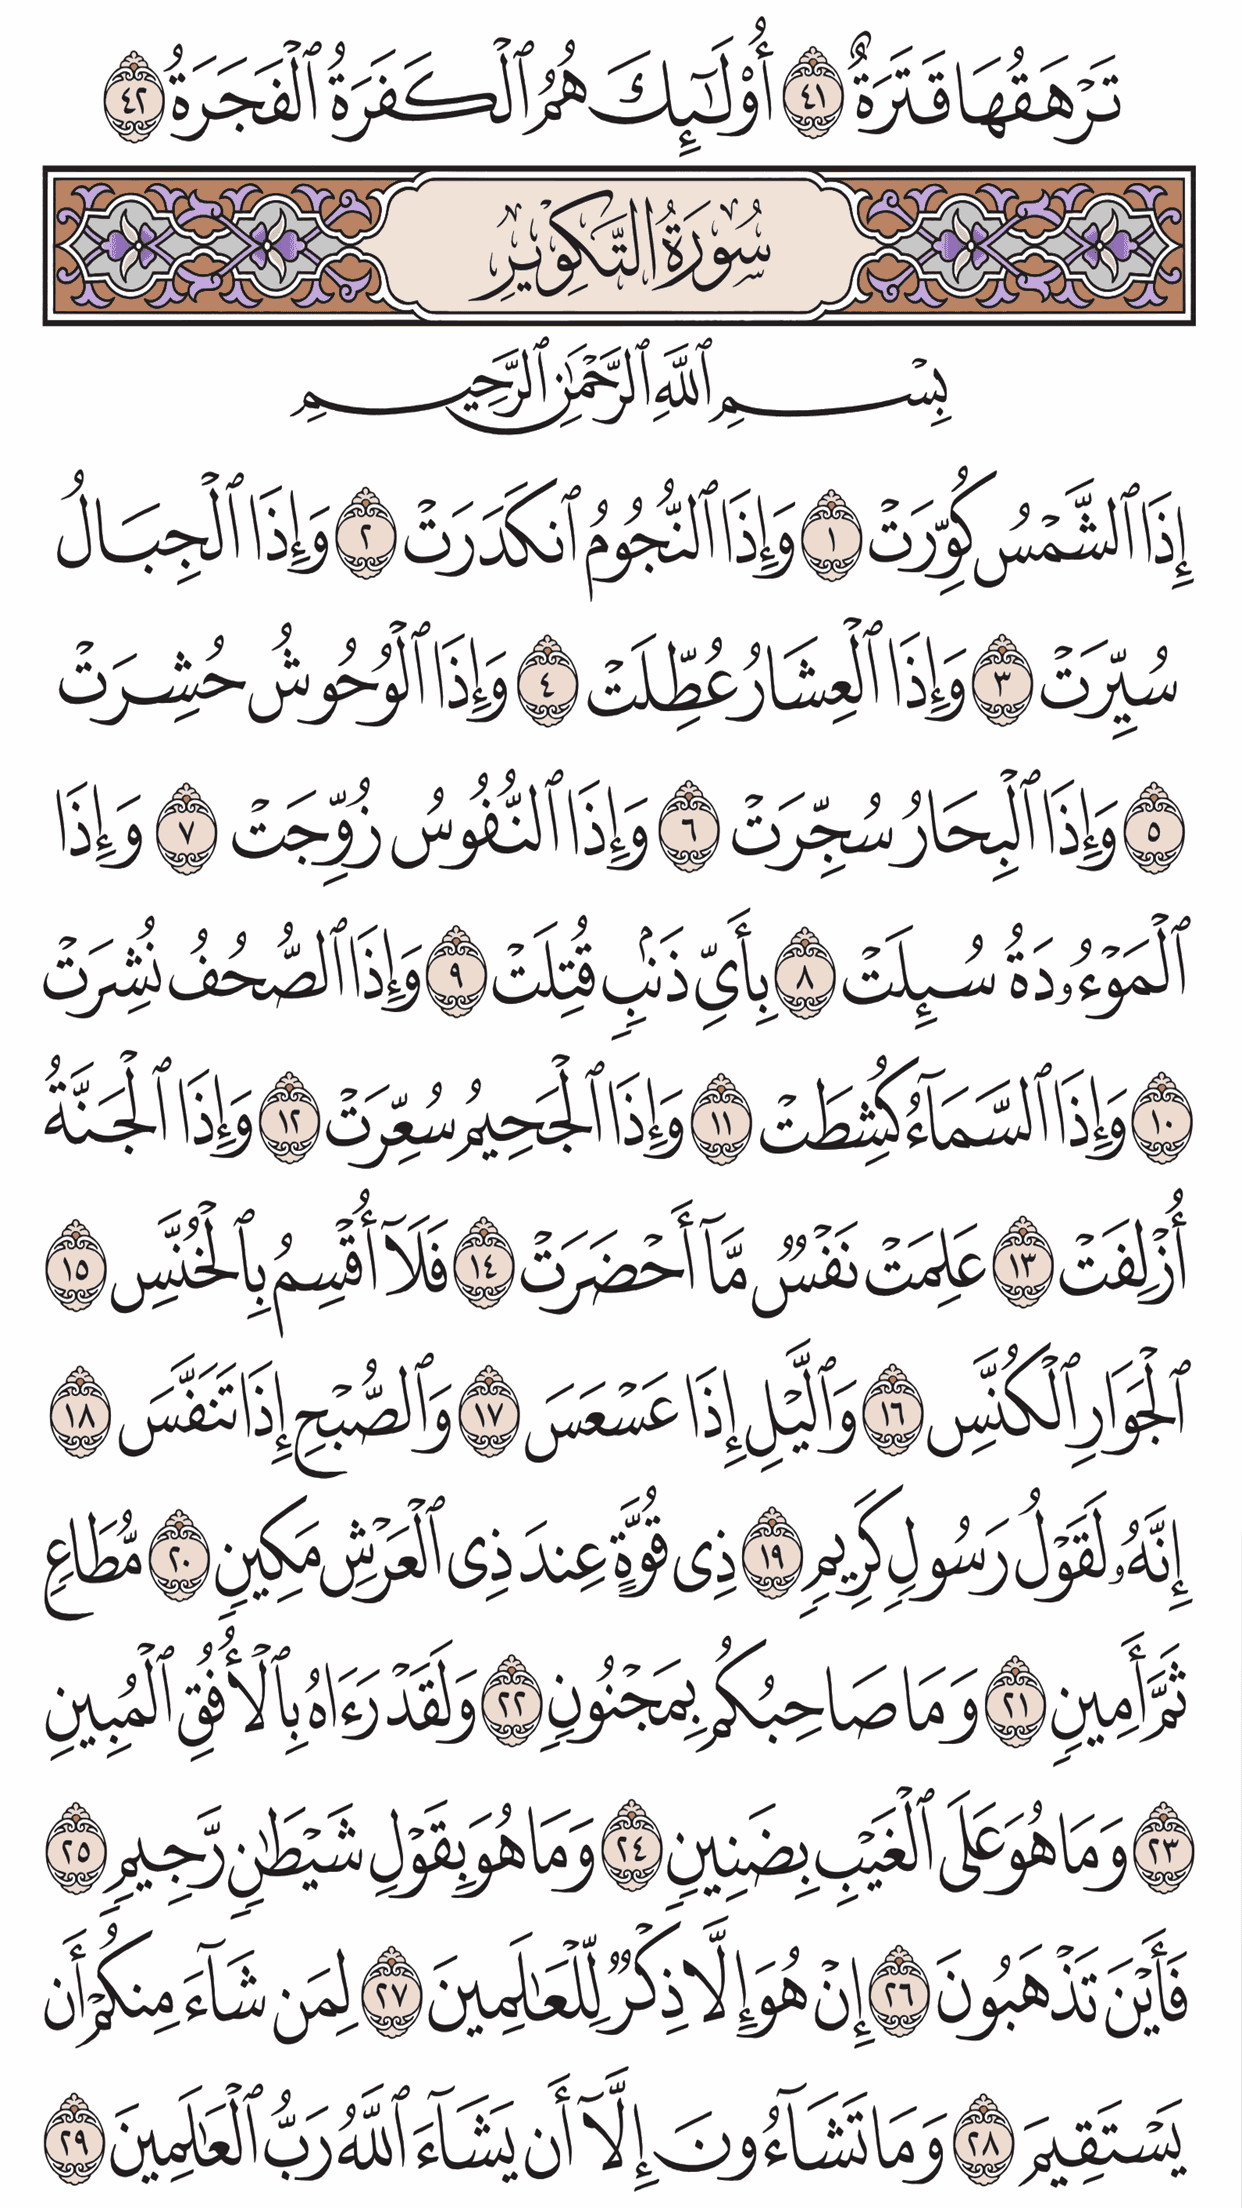 تَرْهَقُهَا قَتَرَةٌ ٤١ أُو۟لَـٰٓئِكَ هُمُ ٱلْكَفَرَةُ ٱلْفَجَرَةُ ٤٢
سُورَةُ التَّكْوِيرِ
بِسْمِ ٱللَّهِ ٱلرَّحْمَـٰنِ ٱلرَّحِيمِ
إِذَا ٱلشَّمْسُ كُوِّرَتْ ١ وَإِذَا ٱلنُّجُومُ ٱنكَدَرَتْ ٢ وَإِذَا ٱلْجِبَالُ
سُيِّرَتْ ٣ وَإِذَا ٱلْعِشَارُ عُطِّلَتْ ٤ وَإِذَا ٱلْوُحُوشُ حُشِرَتْ
٥ وَإِذَا ٱلْبِحَارُ سُجِّرَتْ ٦ وَإِذَا ٱلنُّفُوسُ زُوِّجَتْ ٧ وَإِذَا
ٱلْمَوْءُۥدَةُ سُئِلَتْ ٨ بِأَىِّ ذَنۢبٍ قُتِلَتْ ٩ وَإِذَا ٱلصُّحُفُ نُشِرَتْ
١٠ وَإِذَا ٱلسَّمَآءُ كُشِطَتْ ١١ وَإِذَا ٱلْجَحِيمُ سُعِّرَتْ ١٢ وَإِذَا ٱلْجَنَّةُ
أُزْلِفَتْ ١٣ عَلِمَتْ نَفْسٌ مَّآ أَحْضَرَتْ ١٤ فَلَآ أُقْسِمُ بِٱلْخُنَّسِ ١٥
ٱلْجَوَارِ ٱلْكُنَّسِ ١٦ وَٱلَّيْلِ إِذَا عَسْعَسَ ١٧ وَٱلصُّبْحِ إِذَا تَنَفَّسَ ١٨
إِنَّهُۥ لَقَوْلُ رَسُولٍ كَرِيمٍ ١٩ ذِى قُوَّةٍ عِندَ ذِى ٱلْعَرْشِ مَكِينٍ ٢٠ مُّطَاعٍ
ثَمَّ أَمِينٍ ٢١ وَمَا صَاحِبُكُم بِمَجْنُونٍ ٢٢ وَلَقَدْ رَءَاهُ بِٱلْأُفُقِ ٱلْمُبِينِ
٢٣ وَمَا هُوَ عَلَى ٱلْغَيْبِ بِضَنِينٍ ٢٤ وَمَا هُوَ بِقَوْلِ شَيْطَـٰنٍ رَّجِيمٍ ٢٥
فَأَيْنَ تَذْهَبُونَ ٢٦ إِنْ هُوَ إِلَّا ذِكْرٌ لِّلْعَـٰلَمِينَ ٢٧ لِمَن شَآءَ مِنكُمْ أَن
يَسْتَقِيمَ ٢٨ وَمَا تَشَآءُونَ إِلَّآ أَن يَشَآءَ ٱللَّهُ رَبُّ ٱلْعَـٰلَمِينَ ٢٩